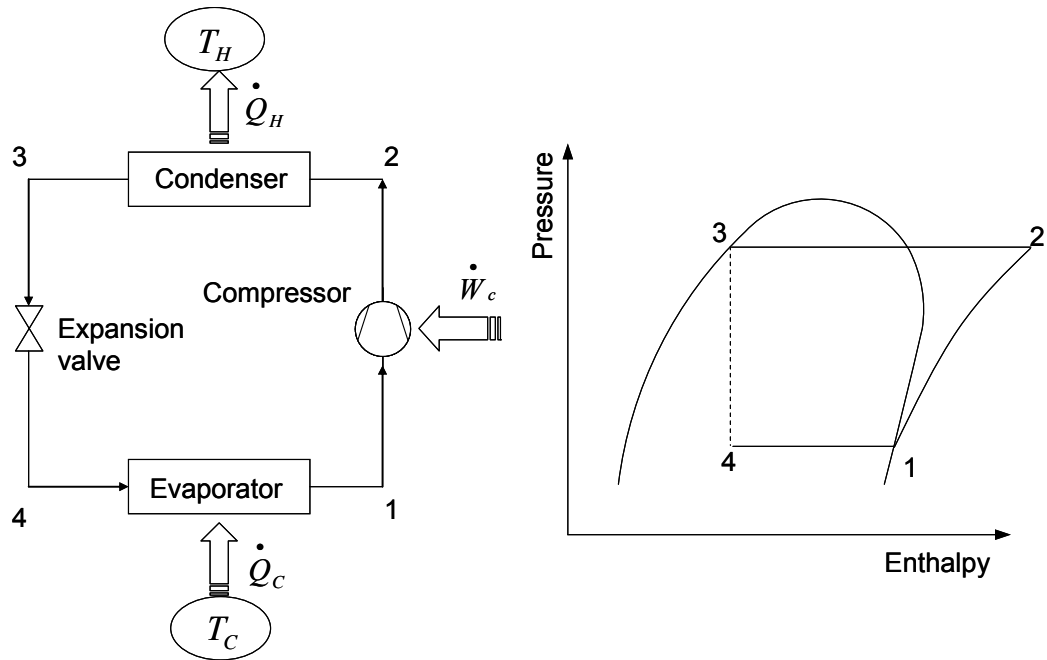 T_H
Q̇_H
3
2
Condenser
Compressor
Ẇ_c
Expansion
valve
Evaporator
4
1
Q̇_C
T_C
Pressure
3
2
4
1
Enthalpy